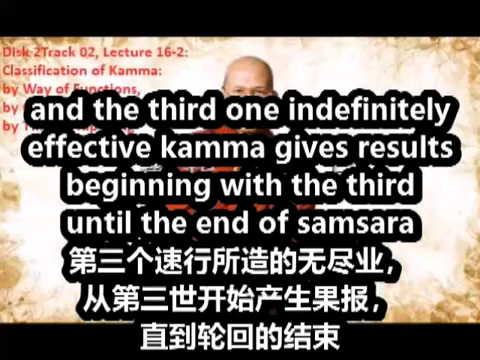 Disk 2Track 02, Lecture 16-2:
Classification of Kamma:
by Way of Functions,
by
by
and the third one indefinitely
effective kamma gives results
beginning with the third
until the end of samsara
第三个速行所造的无尽业，
从第三世开始产生果报，
直到轮回的结束